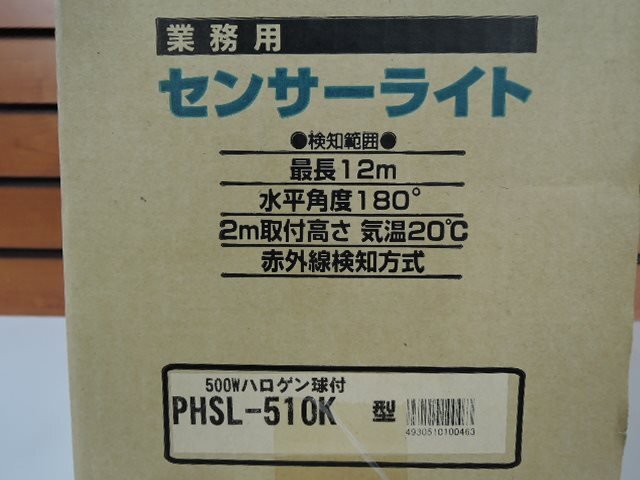 業務用
センサーライト
●検知範囲●
最長12m
水平角度180°
2m取付高さ 気温20℃
赤外線検知方式
500Wハロゲン球付
PHSL-510K 型
4930510100463